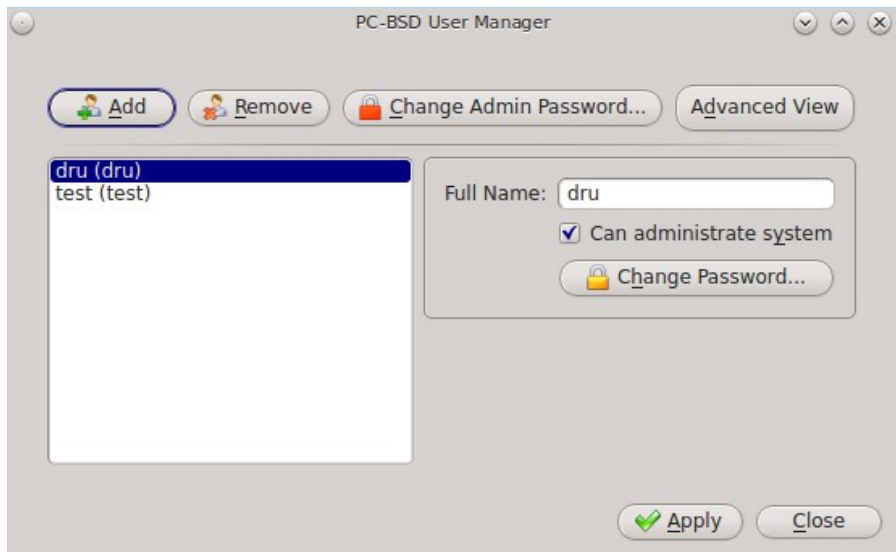 PC-BSD User Manager
Add
Remove
Change Admin Password...
Advanced View
dru (dru)
test (test)
Full Name: dru
Can administrate system
Change Password...
Apply
Close